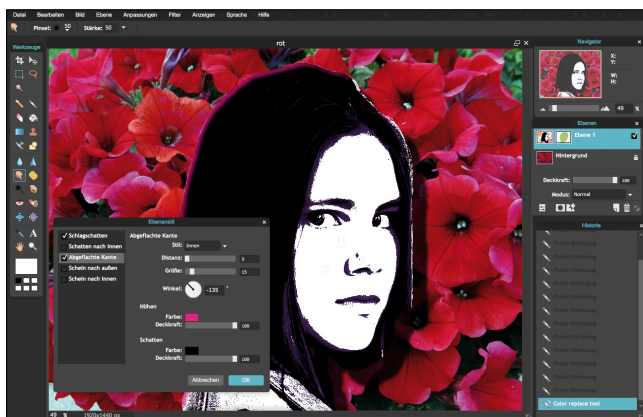 Datei Bearbeiten Bild Ebene Anpassungen Filter Anzeigen Sprache Hilfe
Pinsel: 50 Stärke: 50
Werkzeuge
rot
Navigator
X:
Y:
W:
H:
49 %
Ebenen
Ebene 1
Hintergrund
Deckkraft: 100
Modus: Normal
Historie
Color replace tool
Ebenenstil
Schlagschatten
Schatten nach Innen
Abgeflachte Kante
Schein nach außen
Schein nach Innen
Abgeflachte Kante
Stil: Innen
Distanz: 5
Größe: 15
Winkel: -135 °
Höhen
Farbe:
Deckkraft: 100
Schatten
Farbe:
Deckkraft: 100
Abbrechen OK
49 % 1920x1440 px